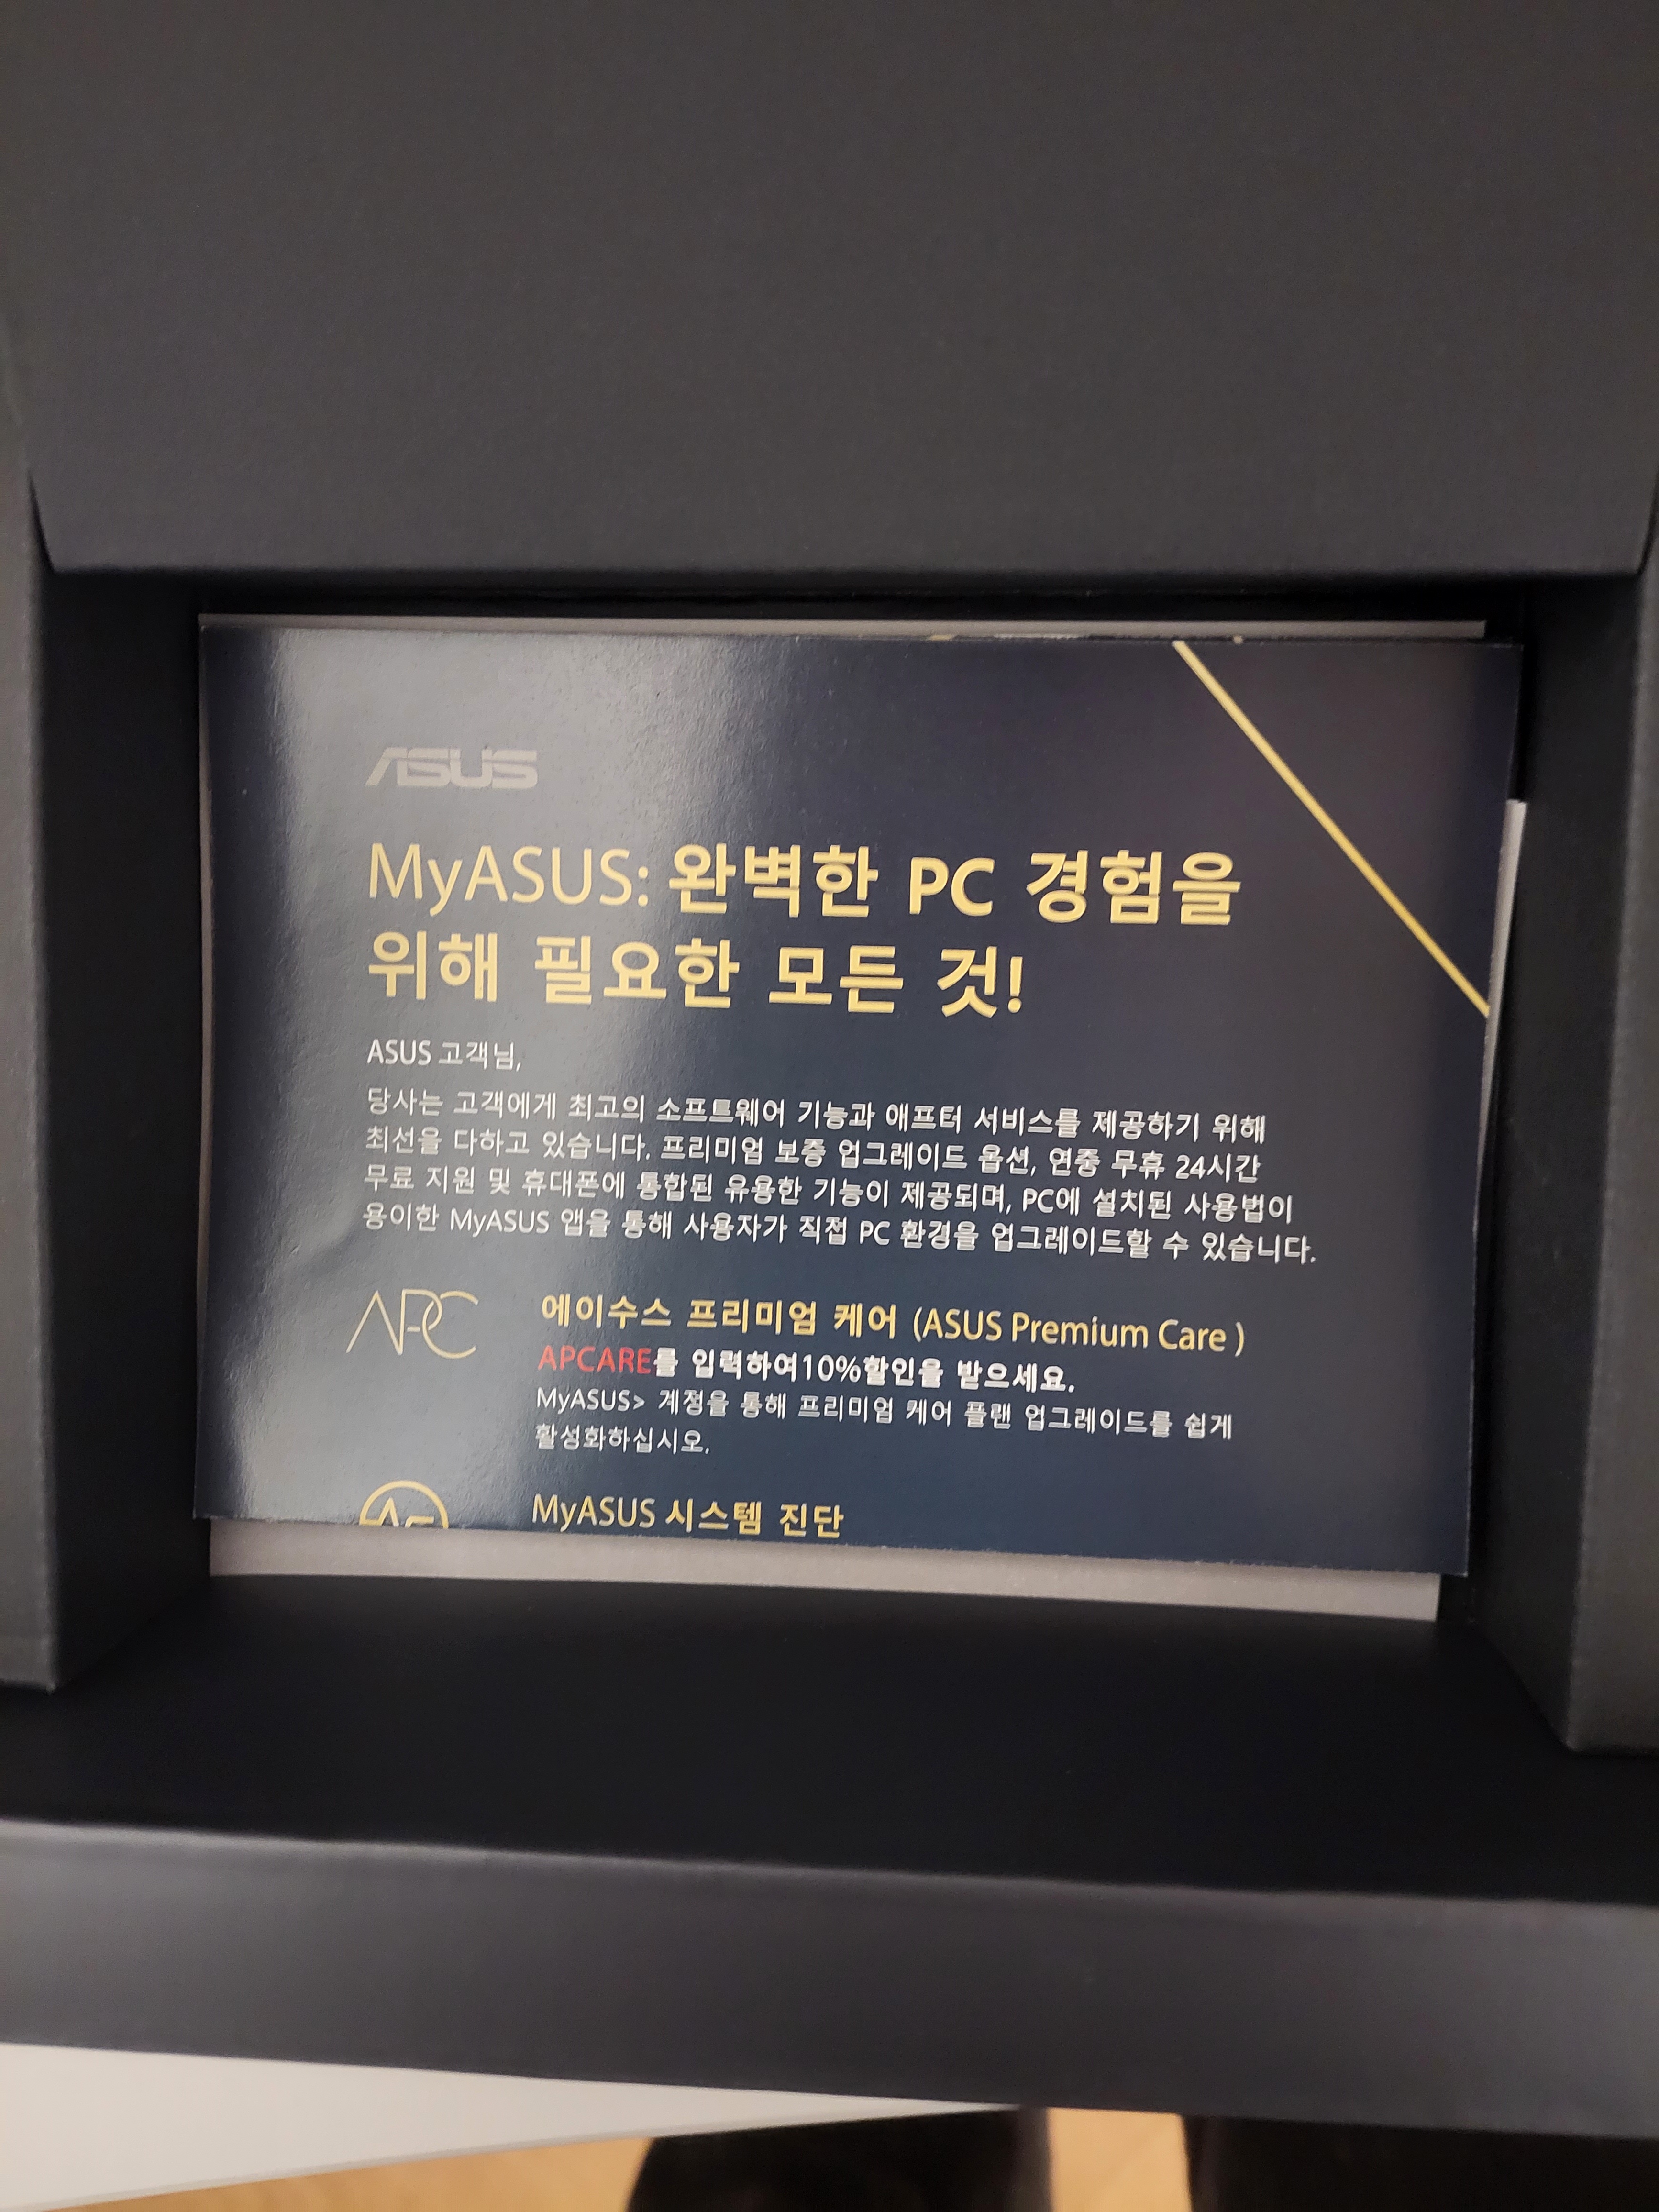 ASUS
MyASUS: 완벽한 PC 경험을
위해 필요한 모든 것!
ASUS 고객님,
당사는 고객에게 최고의 소프트웨어 기능과 애프터 서비스를 제공하기 위해
최선을 다하고 있습니다. 프리미엄 보증 업그레이드 옵션, 연중 무휴 24시간
무료 지원 및 휴대폰에 통합된 유용한 기능이 제공되며, PC에 설치된 사용법이
용이한 MyASUS 앱을 통해 사용자가 직접 PC 환경을 업그레이드할 수 있습니다.
APC
에이수스 프리미엄 케어 (ASUS Premium Care )
APCARE를 입력하여10%할인을 받으세요.
MyASUS> 계정을 통해 프리미엄 케어 플랜 업그레이드를 쉽게
활성화하십시오.
MyASUS 시스템 진단